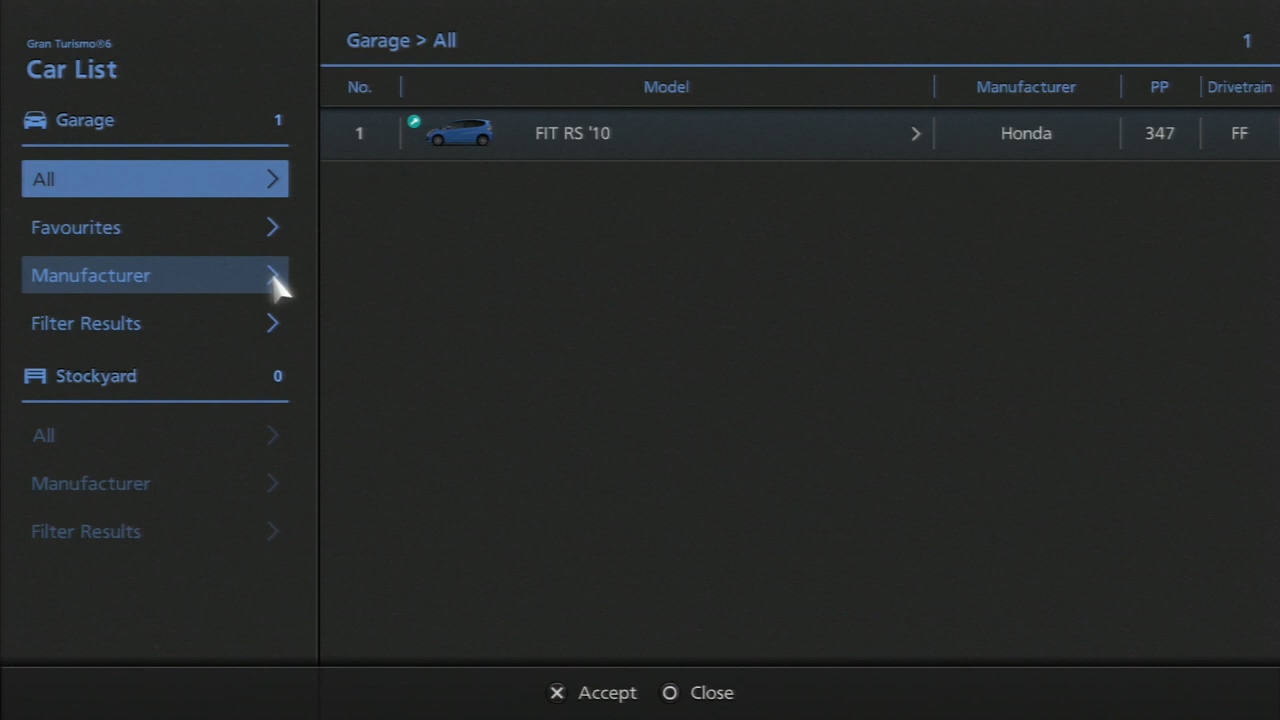 Gran Turismo®6
Car List
Garage 1
All
Favourites
Manufacturer
Filter Results
Stockyard 0
All
Manufacturer
Filter Results
Garage > All 1
No. Model Manufacturer PP Drivetrain
1 FIT RS '10 Honda 347 FF
Accept Close